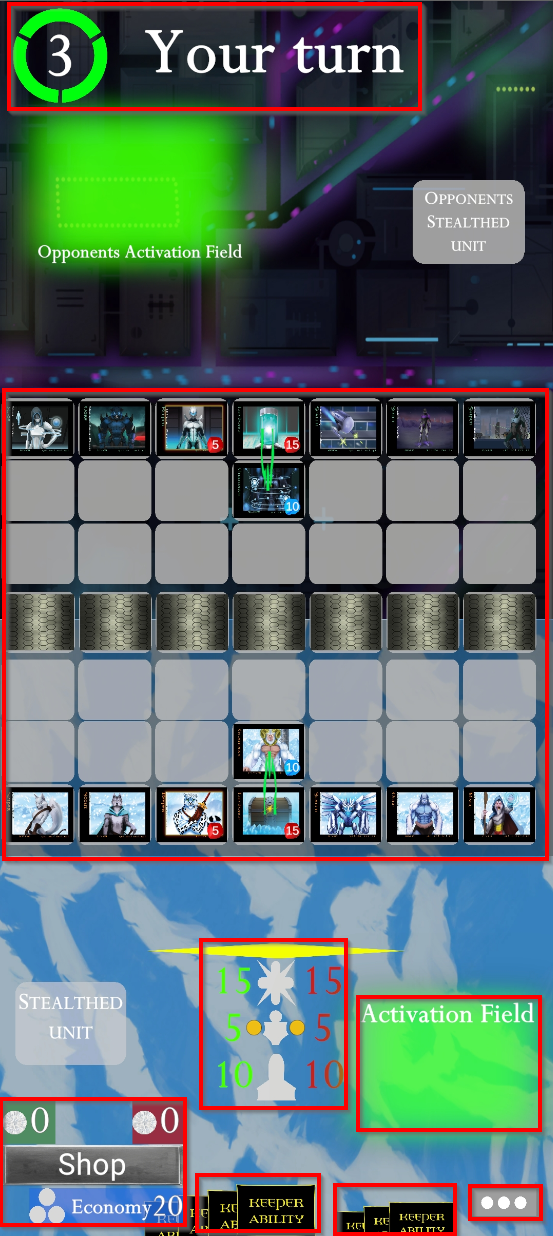 3 Your turn
Opponents Activation Field
OPPONENTS
STEALTHED
UNIT
5
15
10
10
5
15
15 15
5 5
10 10
STEALTHED
UNIT
Activation Field
0 0
Shop
Economy 20
KEEPER
ABILITY
KEEPER
ABILITY